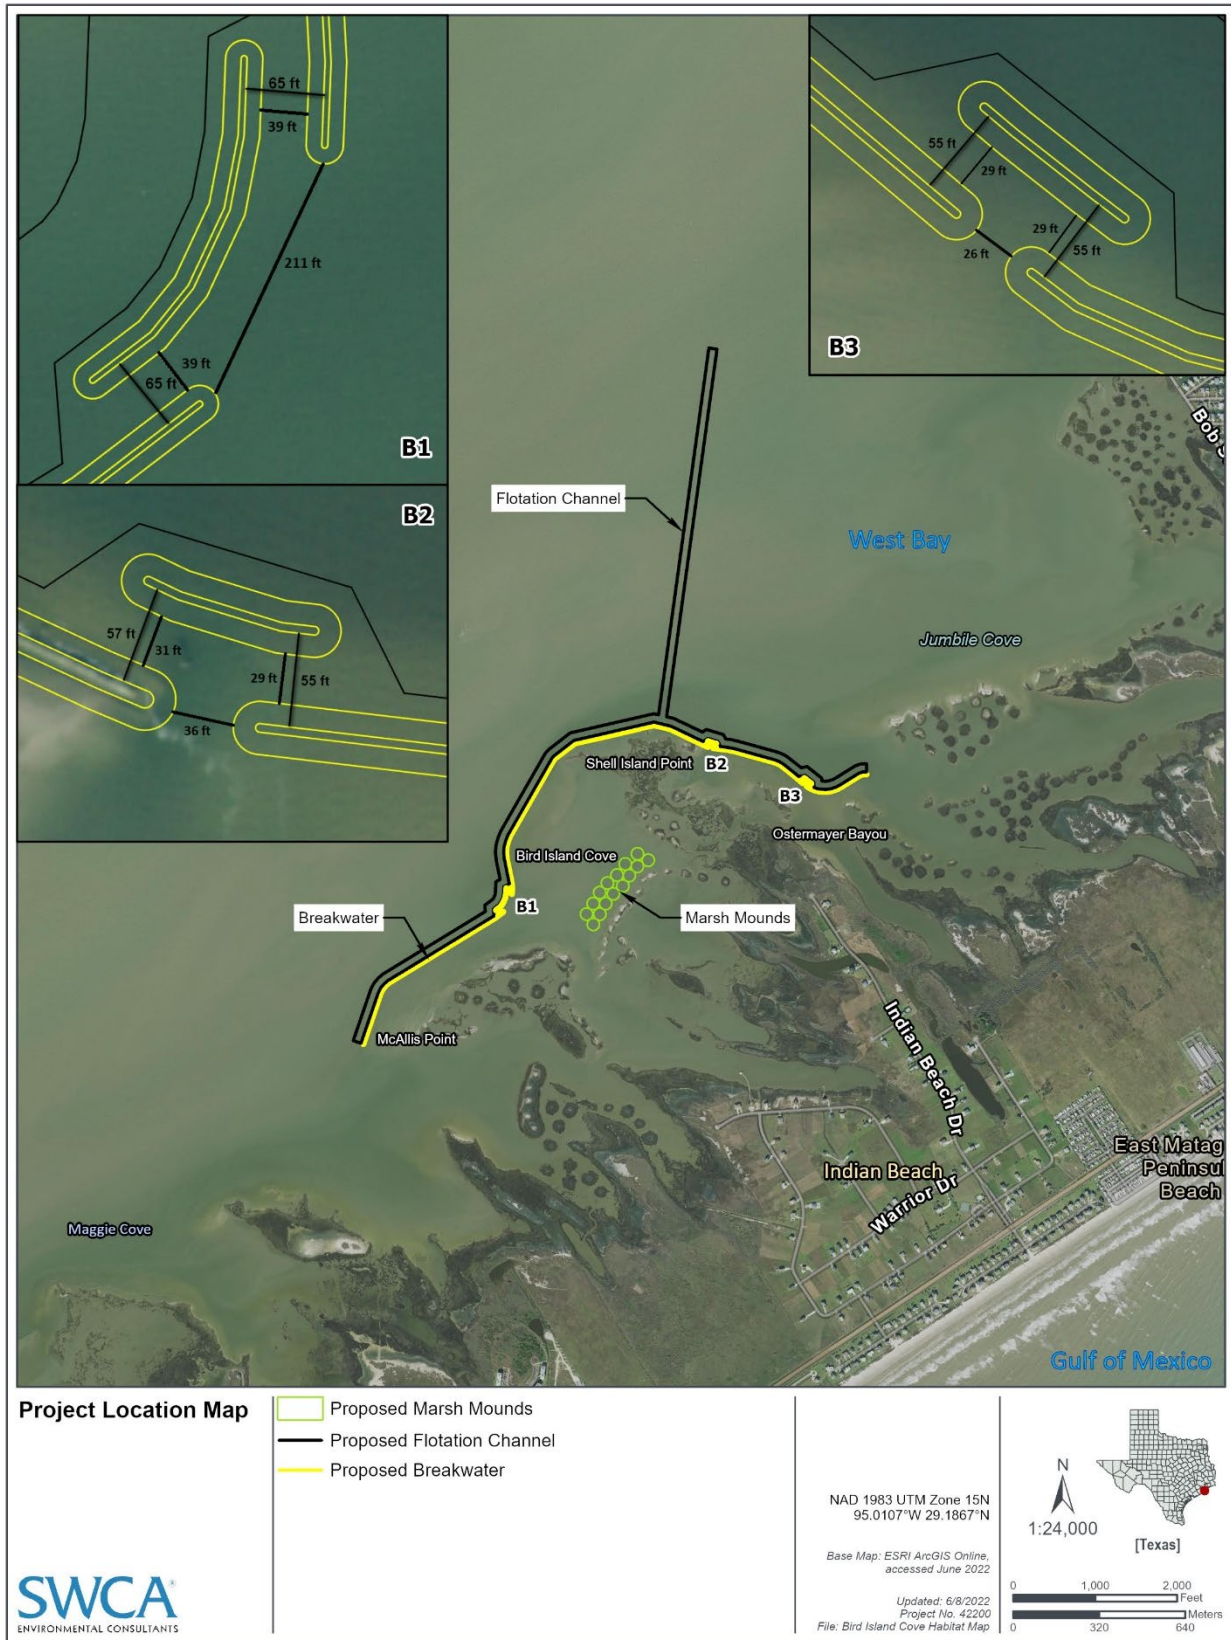 65 ft
39 ft
211 ft
39 ft
65 ft
B1
B2
57 ft
31 ft
29 ft
55 ft
36 ft
55 ft
29 ft
29 ft
55 ft
26 ft
B3
Flotation Channel
West Bay
Jumbile Cove
Shell Island Point
B2
B3
Ostermayer Bayou
Bird Island Cove
B1
Breakwater
Marsh Mounds
McAllis Point
Indian Beach Dr
Indian Beach
Warrior Dr
East Matag
Peninsul
Beach
Maggie Cove
Gulf of Mexico
Project Location Map
Proposed Marsh Mounds
Proposed Flotation Channel
Proposed Breakwater
NAD 1983 UTM Zone 15N
95.0107°W 29.1867°N
Base Map: ESRI ArcGIS Online,
accessed June 2022
Updated: 6/8/2022
Project No. 42200
File: Bird Island Cove Habitat Map
N
1:24,000
[Texas]
0 1,000 2,000
Feet
Meters
0 320 640
SWCA®
ENVIRONMENTAL CONSULTANTS